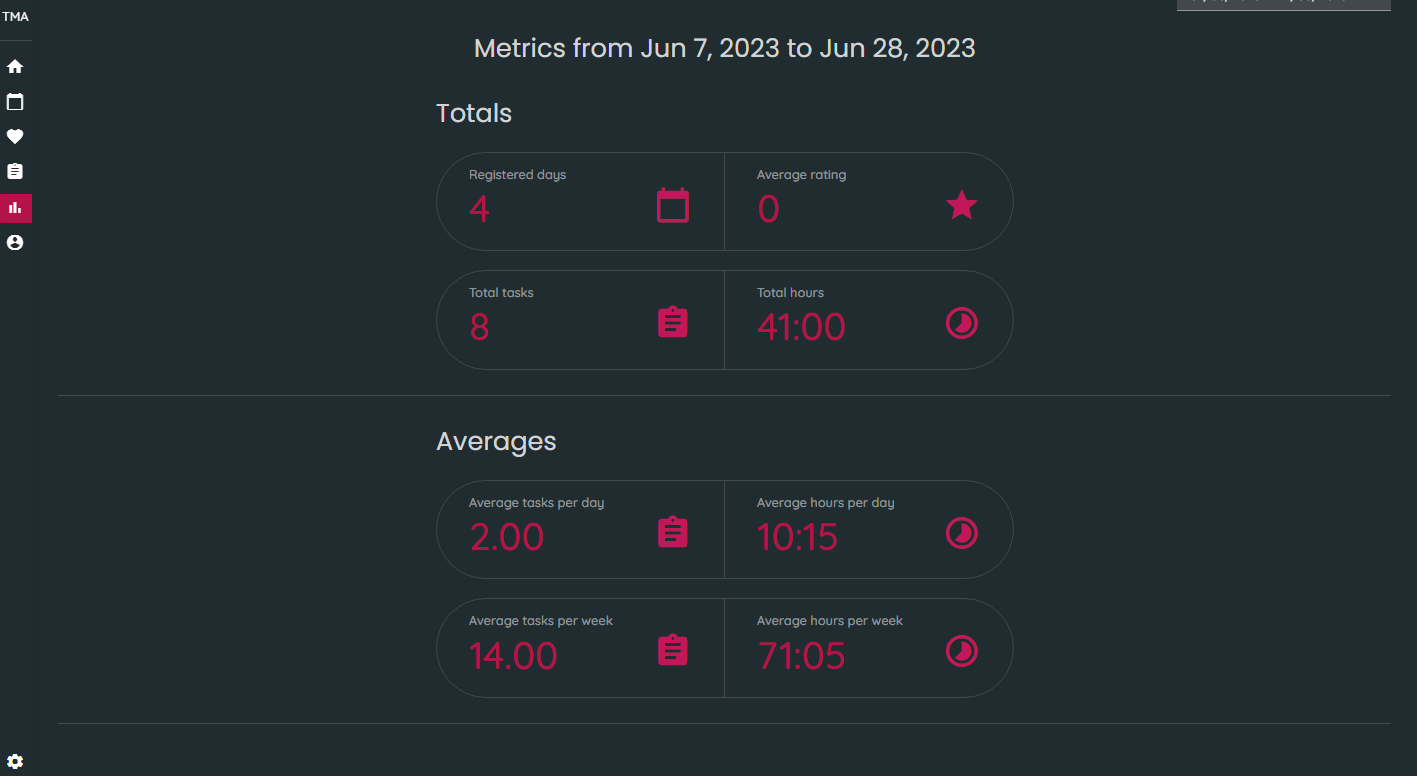 TMA
Metrics from Jun 7, 2023 to Jun 28, 2023
Totals
Registered days
4
Average rating
0
Total tasks
8
Total hours
41:00
Averages
Average tasks per day
2.00
Average hours per day
10:15
Average tasks per week
14.00
Average hours per week
71:05